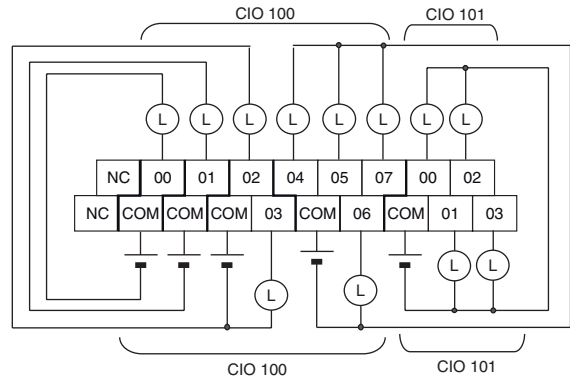 CIO 100 CIO 101
L L L L L L L L
NC 00 01 02 04 05 07 00 02
NC COM COM COM 03 COM 06 COM 01 03
L L
L L
CIO 100 CIO 101